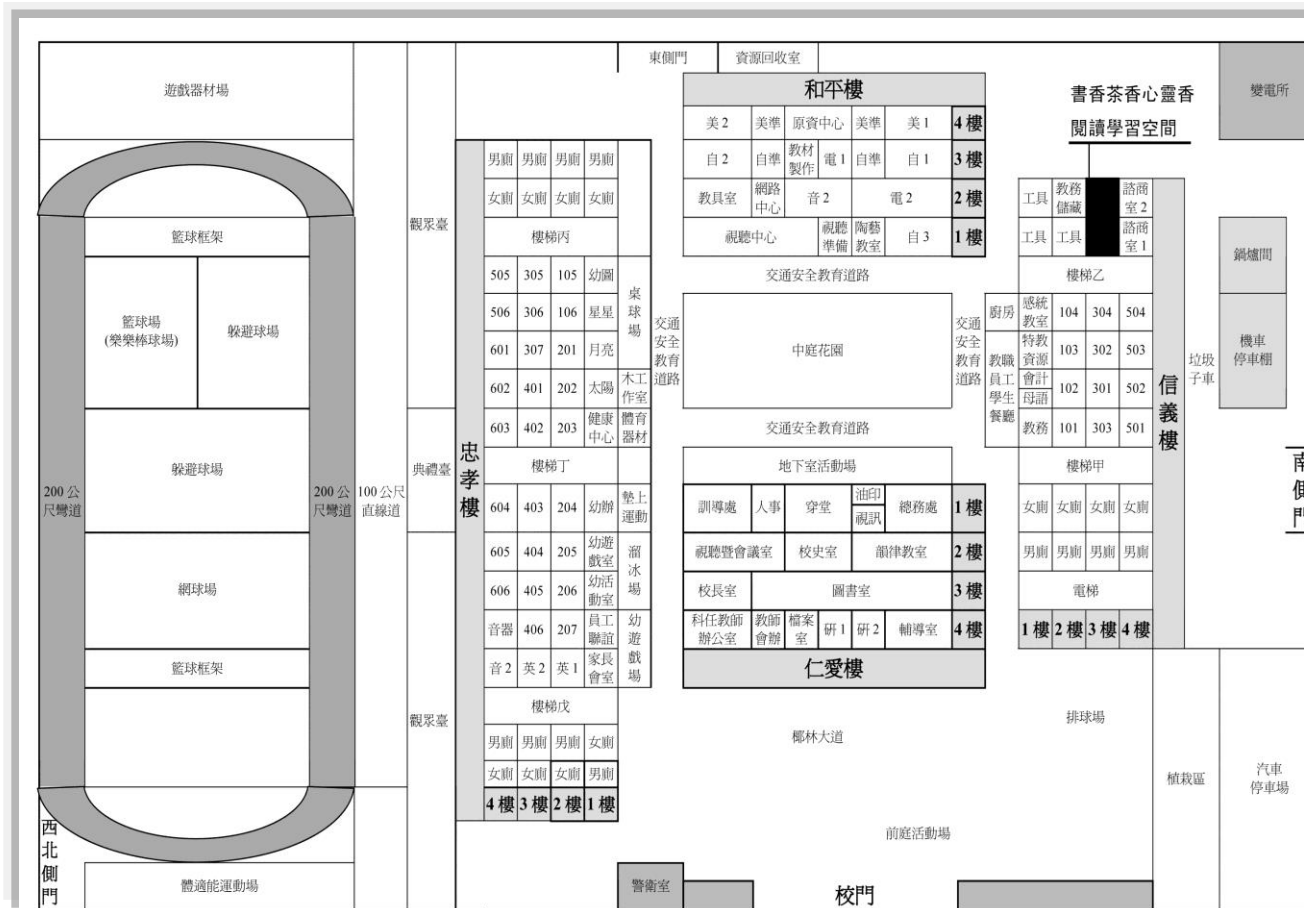 東側門
資源回收室
遊戲器材場
和平樓
書香茶香心靈香
閱讀學習空間
變電所
美 2 美準 原資中心 美準 美 1 4 樓
自 2 自準 教材製作 電 1 自準 自 1 3 樓
教具室 網路中心 音 2 電 2 2 樓
視聽中心 視聽準備 陶藝教室 自 3 1 樓
觀眾臺
男廁 男廁 男廁 男廁
女廁 女廁 女廁 女廁
樓梯丙
505 305 105 幼圖
506 306 106 星星
601 307 201 月亮
602 401 202 太陽
603 402 203 健康中心
樓梯丁
604 403 204 幼辦
605 404 205 幼遊戲室
606 405 206 幼活動室
音器 406 207 員工聯誼
音 2 英 2 英 1 家長會室
樓梯戊
男廁 男廁 男廁 女廁
女廁 女廁 女廁 男廁
4 樓 3 樓 2 樓 1 樓
忠孝樓
桌球場
木工作室
體育器材
墊上運動
溜冰場
幼遊戲場
籃球框架
籃球場
(樂樂棒球場)
躲避球場
躲避球場
200 公尺彎道
200 公尺彎道
100 公尺直線道
典禮臺
網球場
籃球框架
觀眾臺
西北側門
體適能運動場
交通安全教育道路
交通安全教育道路
中庭花園
交通安全教育道路
交通安全教育道路
地下室活動場
訓導處 人事 穿堂 油印 視訊 總務處 1 樓
視聽暨會議室 校史室 韻律教室 2 樓
校長室 圖書室 3 樓
科任教師辦公室 教師會辦 檔案室 研 1 研 2 輔導室 4 樓
仁愛樓
工具 教務儲藏 諮商室 2
工具 工具 諮商室 1
樓梯乙
廚房
教職員工學生餐廳
感統教室 104 304 504
特教資源 103 302 503
會計 母語 102 301 502
教務 101 303 501
樓梯甲
女廁 女廁 女廁 女廁
男廁 男廁 男廁 男廁
電梯
1 樓 2 樓 3 樓 4 樓
信義樓
垃圾子車
鍋爐間
機車停車棚
南側門
排球場
椰林大道
植栽區
汽車停車場
前庭活動場
警衛室
校門